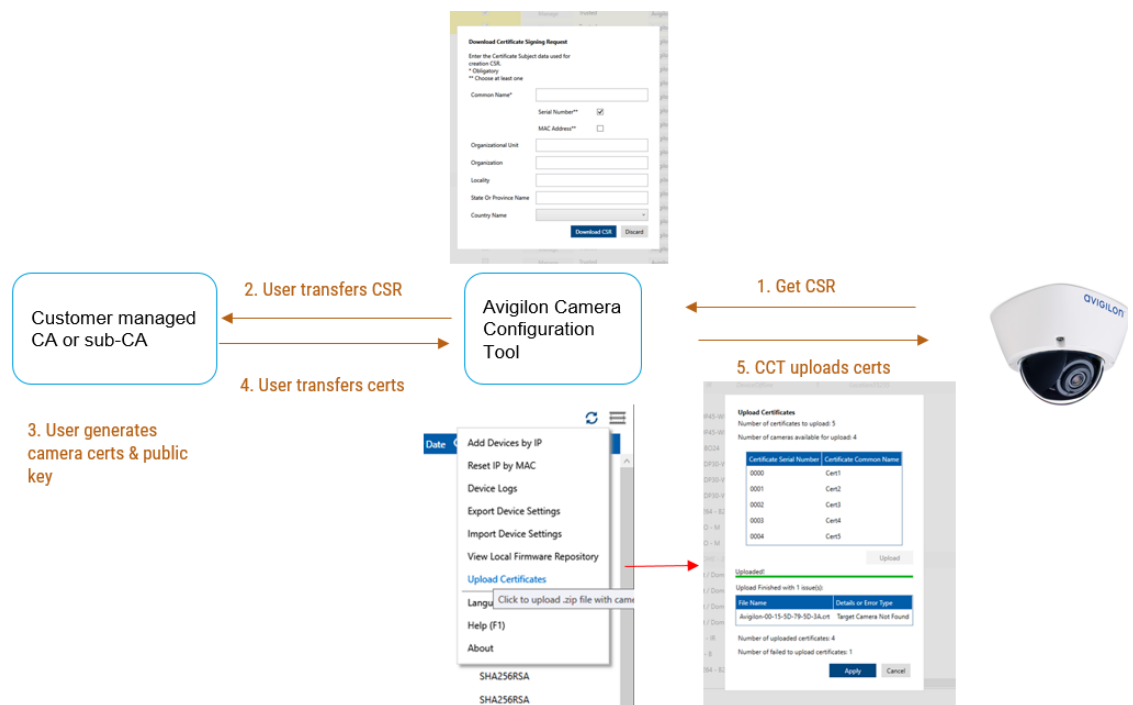 Manage
Trusted
Download Certificate Signing Request
Enter the Certificate Subject data used for
creation CSR.
* Obligatory
** Choose at least one
Common Name*
Serial Number**
MAC Address**
Organizational Unit
Organization
Locality
State Or Province Name
Country Name
Download CSR
Discard
Customer managed
CA or sub-CA
2. User transfers CSR
4. User transfers certs
3. User generates
camera certs & public
key
Avigilon Camera
Configuration
Tool
1. Get CSR
5. CCT uploads certs
AVIGILON
Date
Add Devices by IP
Reset IP by MAC
Device Logs
Export Device Settings
Import Device Settings
View Local Firmware Repository
Upload Certificates
Langu
Click to upload .zip file with came
Help (F1)
About
SHA256RSA
SHA256RSA
Upload Certificates
Number of certificates to upload: 5
Number of cameras available for upload: 4
Certificate Serial Number Certificate Common Name
0000 Cert1
0001 Cert2
0002 Cert3
0003 Cert4
0004 Cert5
Upload
Uploaded!
Upload Finished with 1 issue(s):
File Name Details or Error Type
Avigilon-00-15-5D-79-5D-3A.crt Target Camera Not Found
Number of uploaded certificates: 4
Number of failed to upload certificates: 1
Apply Cancel